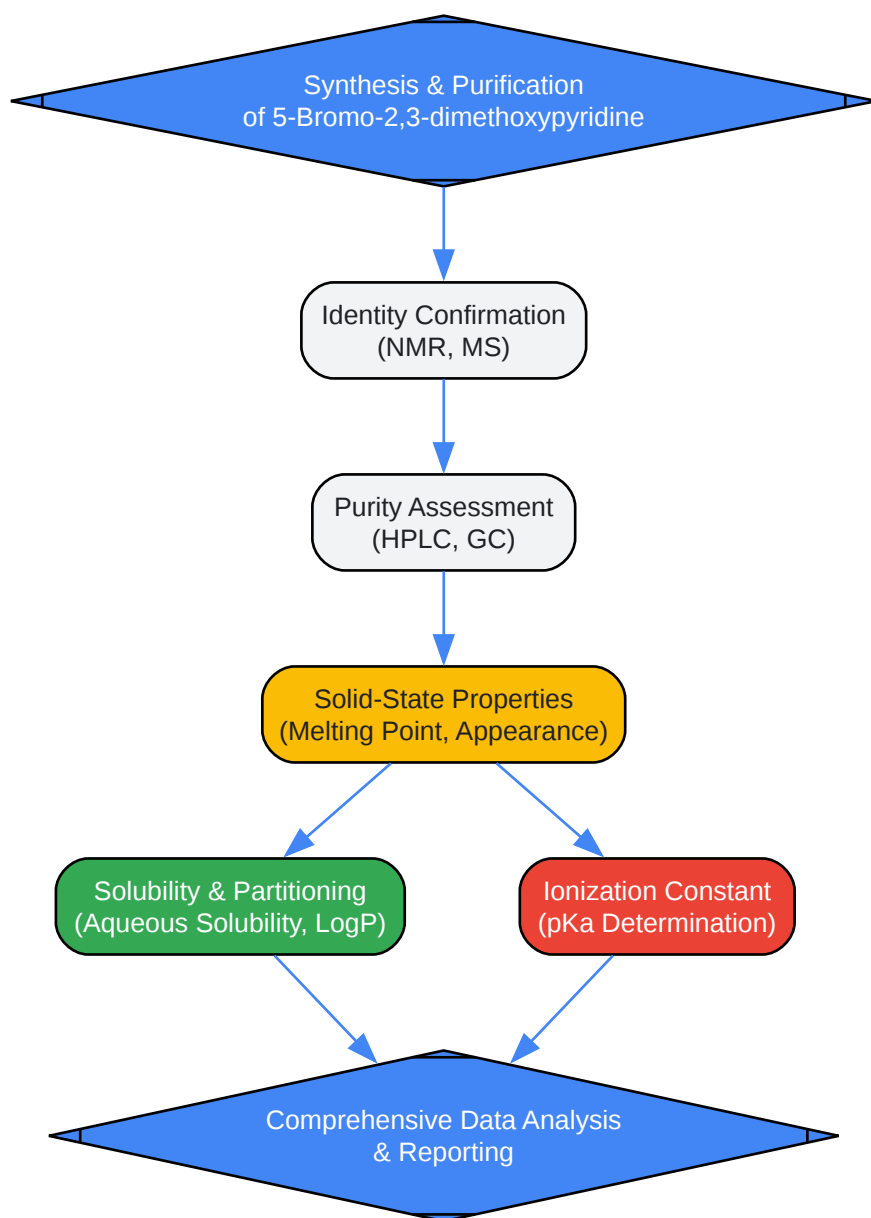 Synthesis & Purification
of 5-Bromo-2,3-dimethoxypyridine
Identity Confirmation
(NMR, MS)
Purity Assessment
(HPLC, GC)
Solid-State Properties
(Melting Point, Appearance)
Solubility & Partitioning
(Aqueous Solubility, LogP)
Ionization Constant
(pKa Determination)
Comprehensive Data Analysis
& Reporting